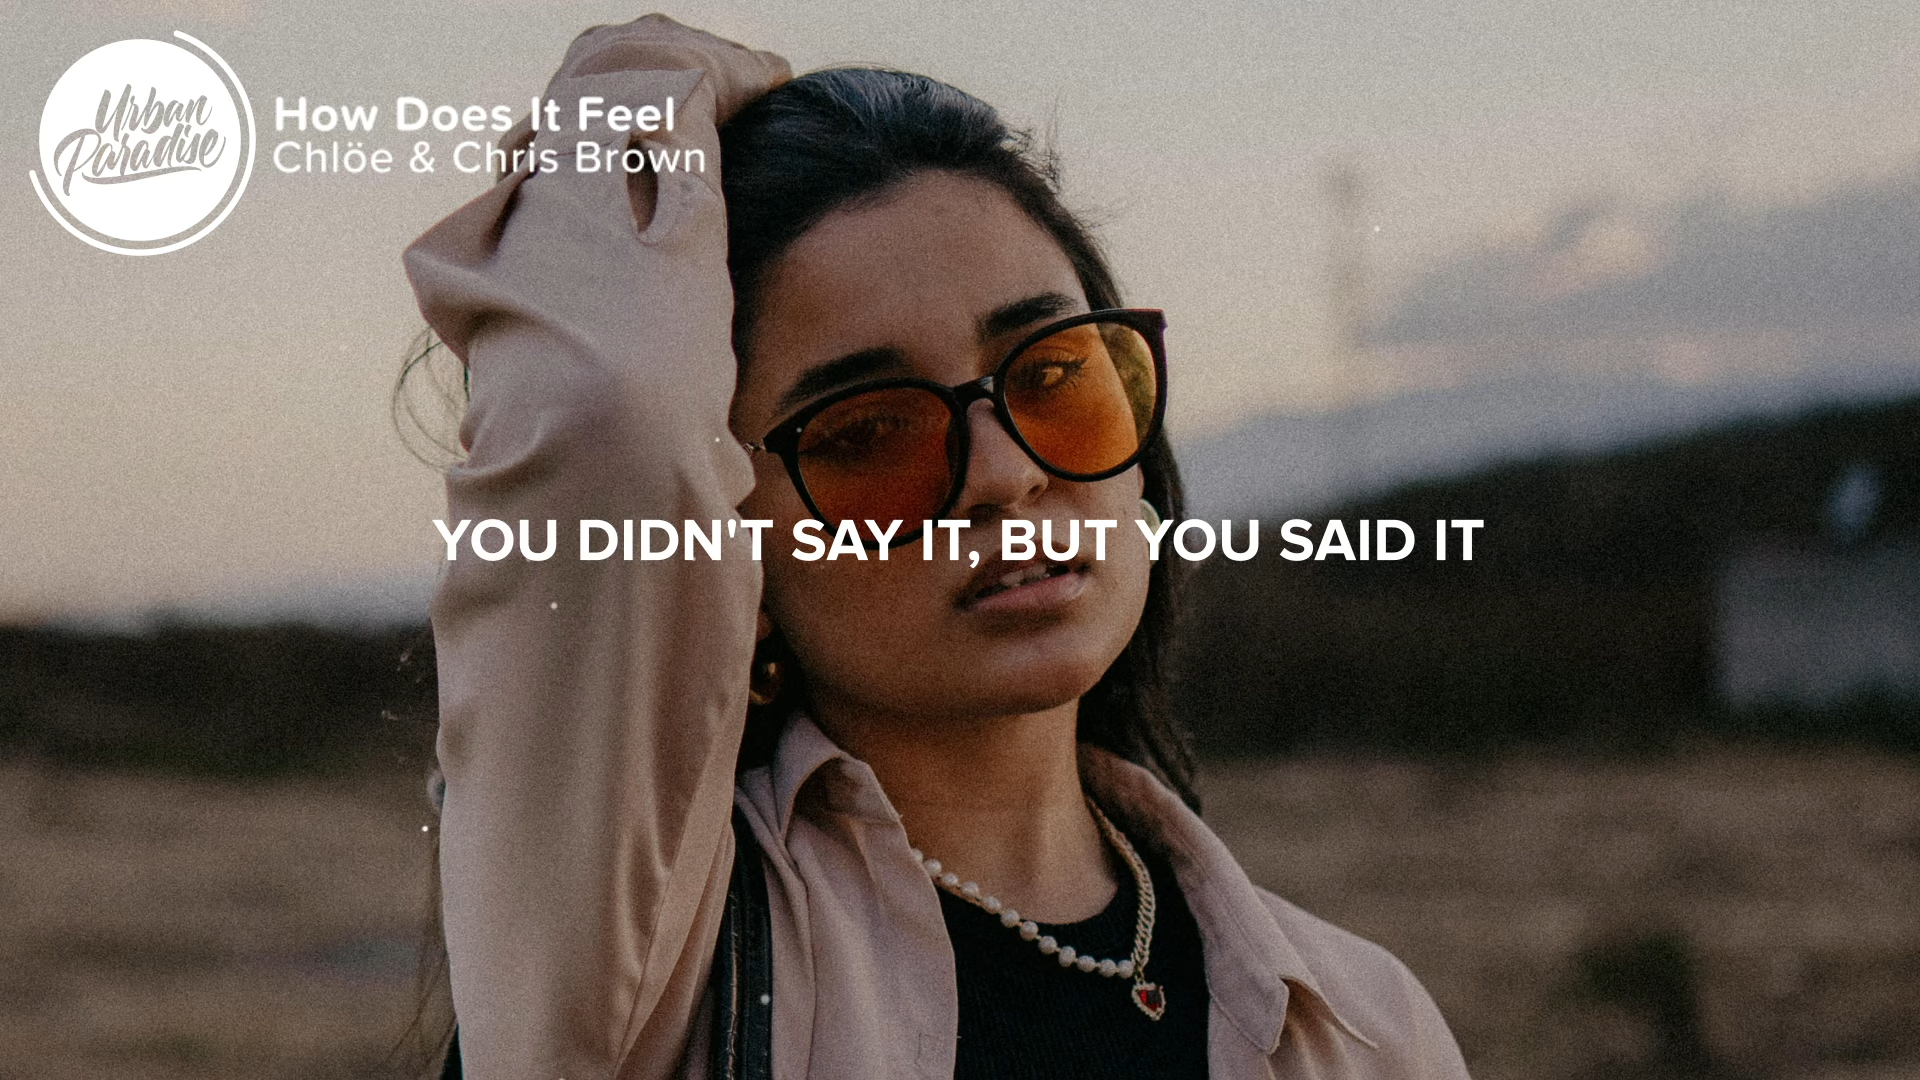 Urban
Paradise
How Does It Feel
Chlöe & Chris Brown
YOU DIDN'T SAY IT, BUT YOU SAID IT